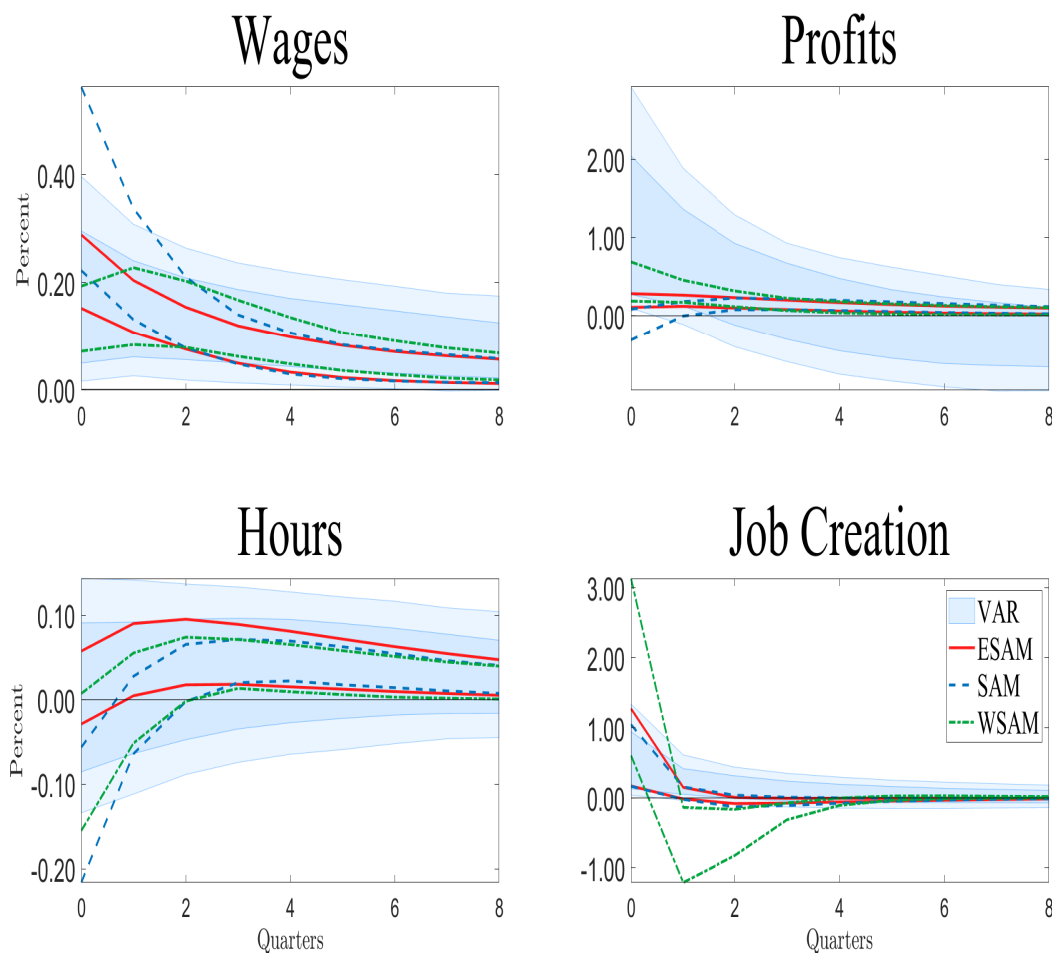 Wages
Percent
0.40
0.20
0.00
0 2 4 6 8
Profits
2.00
1.00
0.00
0 2 4 6 8
Hours
Percent
0.10
0.00
-0.10
-0.20
0 2 4 6 8
Quarters
Job Creation
3.00
2.00
1.00
0.00
-1.00
VAR
ESAM
SAM
WSAM
0 2 4 6 8
Quarters